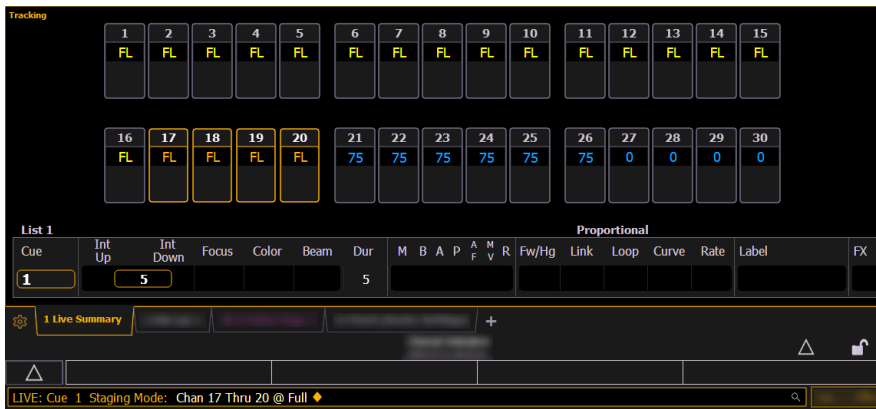 Tracking
1 2 3 4 5 6 7 8 9 10 11 12 13 14 15
FL FL FL FL FL FL FL FL FL FL FL FL FL FL FL
16 17 18 19 20 21 22 23 24 25 26 27 28 29 30
FL FL FL FL FL 75 75 75 75 75 75 0 0 0 0
List 1 Proportional
Cue Int Up Int Down Focus Color Beam Dur M B A P AF MV R Fw/Hg Link Loop Curve Rate Label FX
1 5 5
1 Live Summary +
LIVE: Cue 1 Staging Mode: Chan 17 Thru 20 @ Full ♦